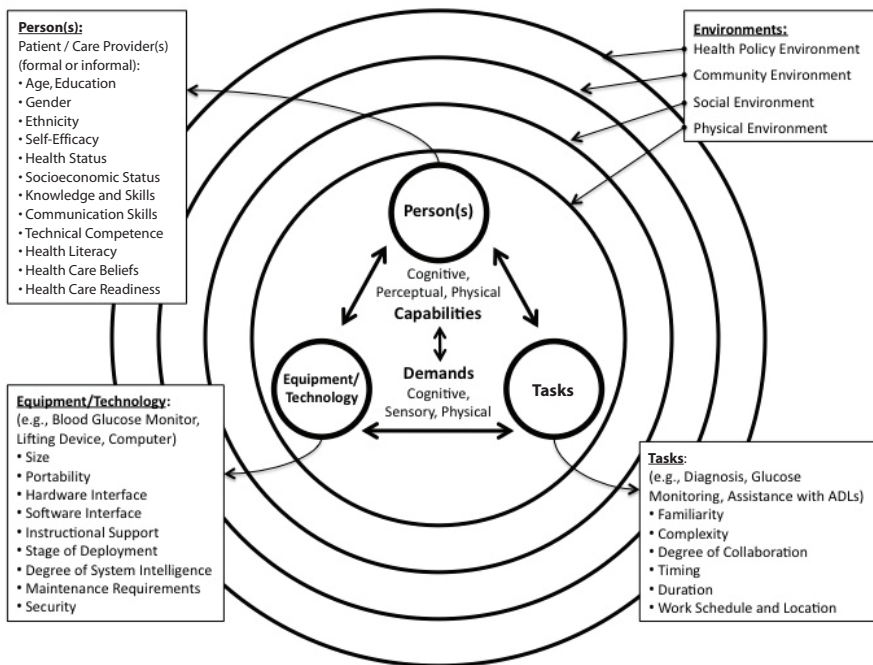 Person(s):
Patient / Care Provider(s)
(formal or informal):
• Age, Education
• Gender
• Ethnicity
• Self-Efficacy
• Health Status
• Socioeconomic Status
• Knowledge and Skills
• Communication Skills
• Technical Competence
• Health Literacy
• Health Care Beliefs
• Health Care Readiness
Environments:
Health Policy Environment
Community Environment
Social Environment
Physical Environment
Person(s)
Cognitive,
Perceptual, Physical
Capabilities
Demands
Cognitive,
Sensory, Physical
Equipment/
Technology
Tasks
Equipment/Technology:
(e.g., Blood Glucose Monitor,
Lifting Device, Computer)
• Size
• Portability
• Hardware Interface
• Software Interface
• Instructional Support
• Stage of Deployment
• Degree of System Intelligence
• Maintenance Requirements
• Security
Tasks:
(e.g., Diagnosis, Glucose
Monitoring, Assistance with ADLs)
• Familiarity
• Complexity
• Degree of Collaboration
• Timing
• Duration
• Work Schedule and Location